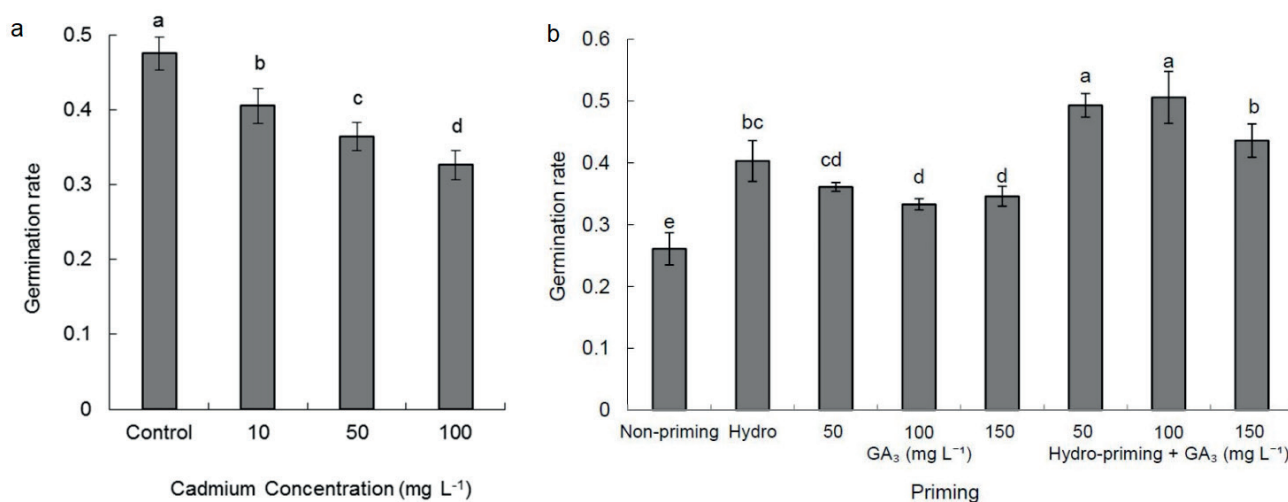 a
0.5
0.4
0.3
0.2
0.1
0
a
b
c
d
Germination rate
Control 10 50 100
Cadmium Concentration (mg L⁻¹)
b
0.6
0.5
0.4
0.3
0.2
0.1
0
e
bc
cd
d
d
a
a
b
Germination rate
Non-priming Hydro 50 100 150 50 100 150
GA₃ (mg L⁻¹) Hydro-priming + GA₃ (mg L⁻¹)
Priming